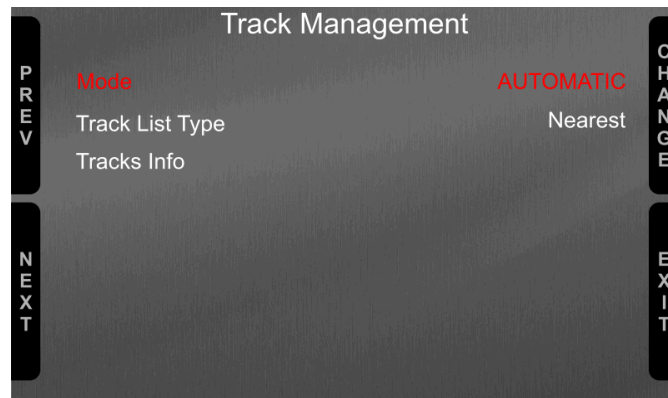 Track Management
PREV
CHANGE
Mode AUTOMATIC
Track List Type Nearest
Tracks Info
NEXT
EXIT